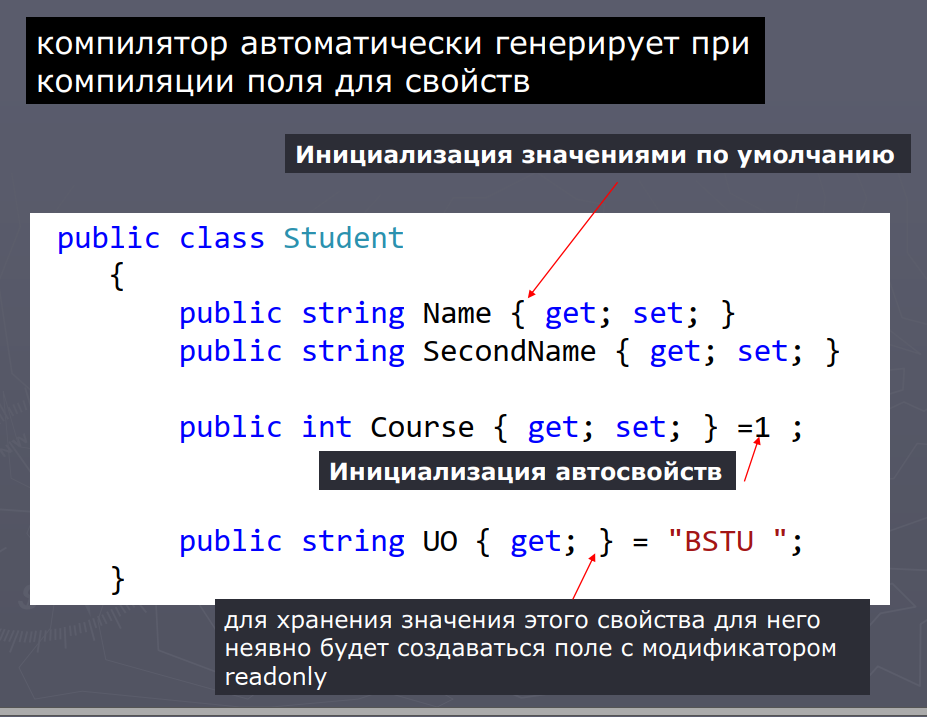 компилятор автоматически генерирует при
компиляции поля для свойств
Инициализация значениями по умолчанию
public class Student
{
public string Name { get; set; }
public string SecondName { get; set; }
public int Course { get; set; } =1 ;
Инициализация автосвойств
public string UO { get; } = "BSTU ";
}
для хранения значения этого свойства для него
неявно будет создаваться поле с модификатором
readonly